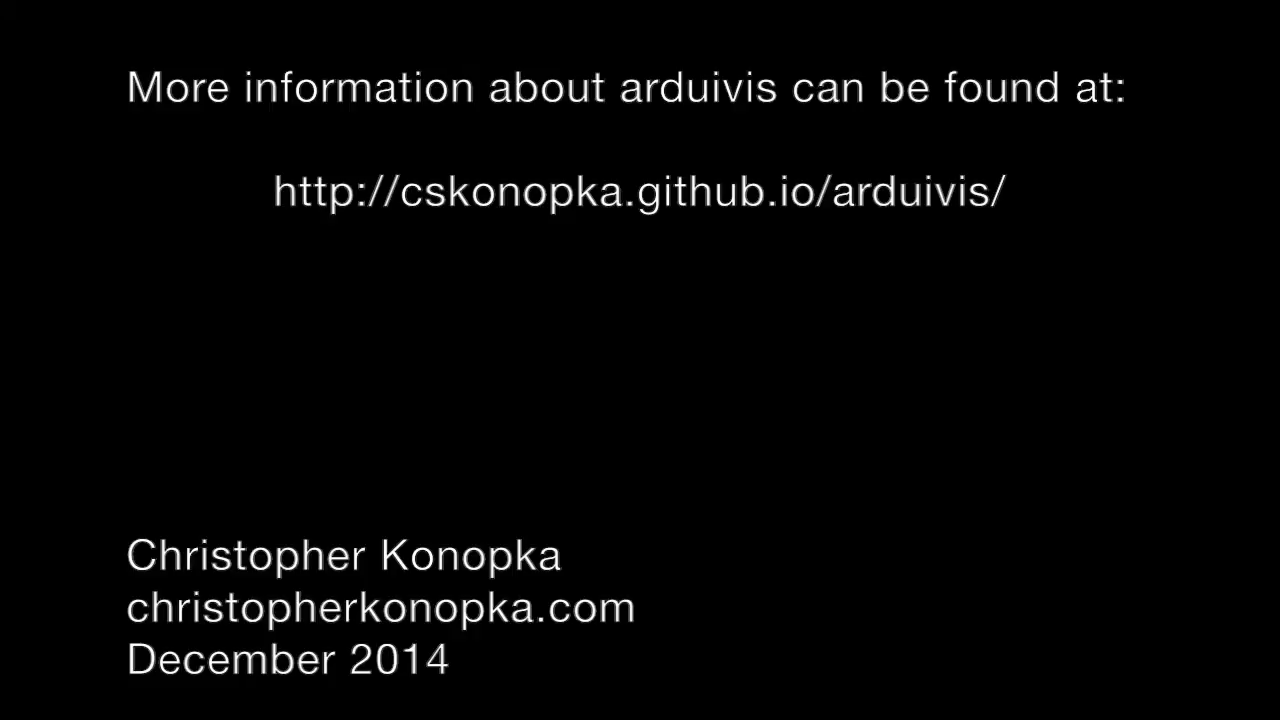 More information about arduivis can be found at:
http://cskonopka.github.io/arduivis/
Christopher Konopka
christopherkonopka.com
December 2014